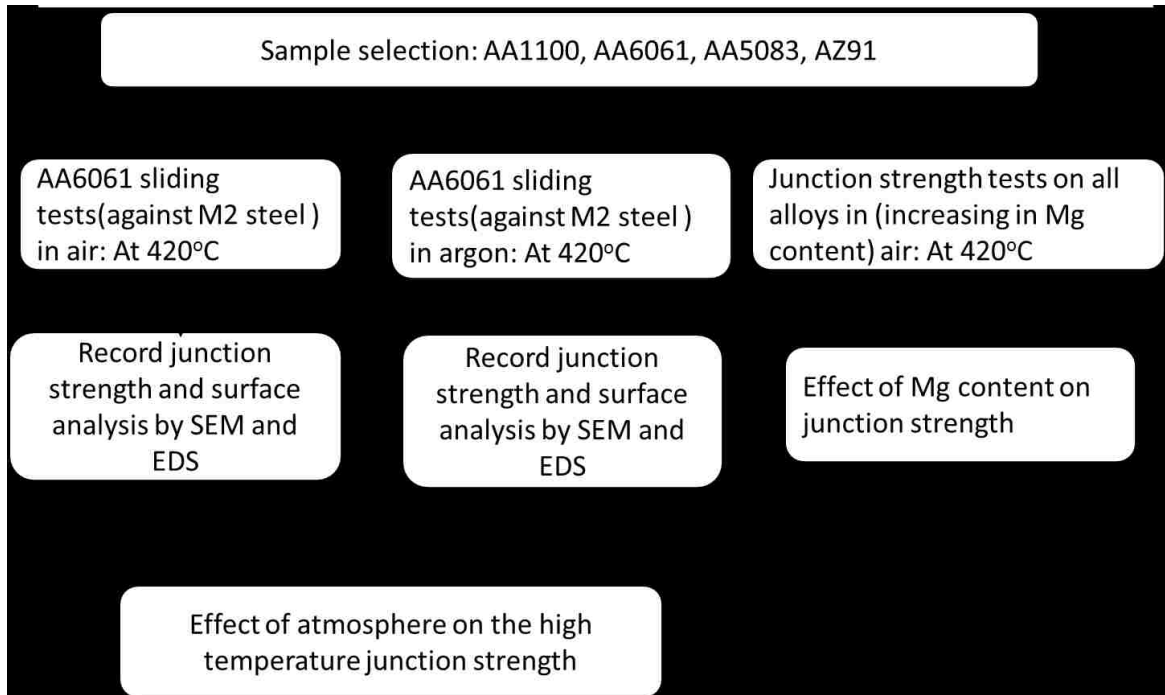 Sample selection: AA1100, AA6061, AA5083, AZ91
AA6061 sliding
tests(against M2 steel )
in air: At 420°C
AA6061 sliding
tests(against M2 steel )
in argon: At 420°C
Junction strength tests on all
alloys in (increasing in Mg
content) air: At 420°C
Record junction
strength and surface
analysis by SEM and
EDS
Record junction
strength and surface
analysis by SEM and
EDS
Effect of Mg content on
junction strength
Effect of atmosphere on the high
temperature junction strength